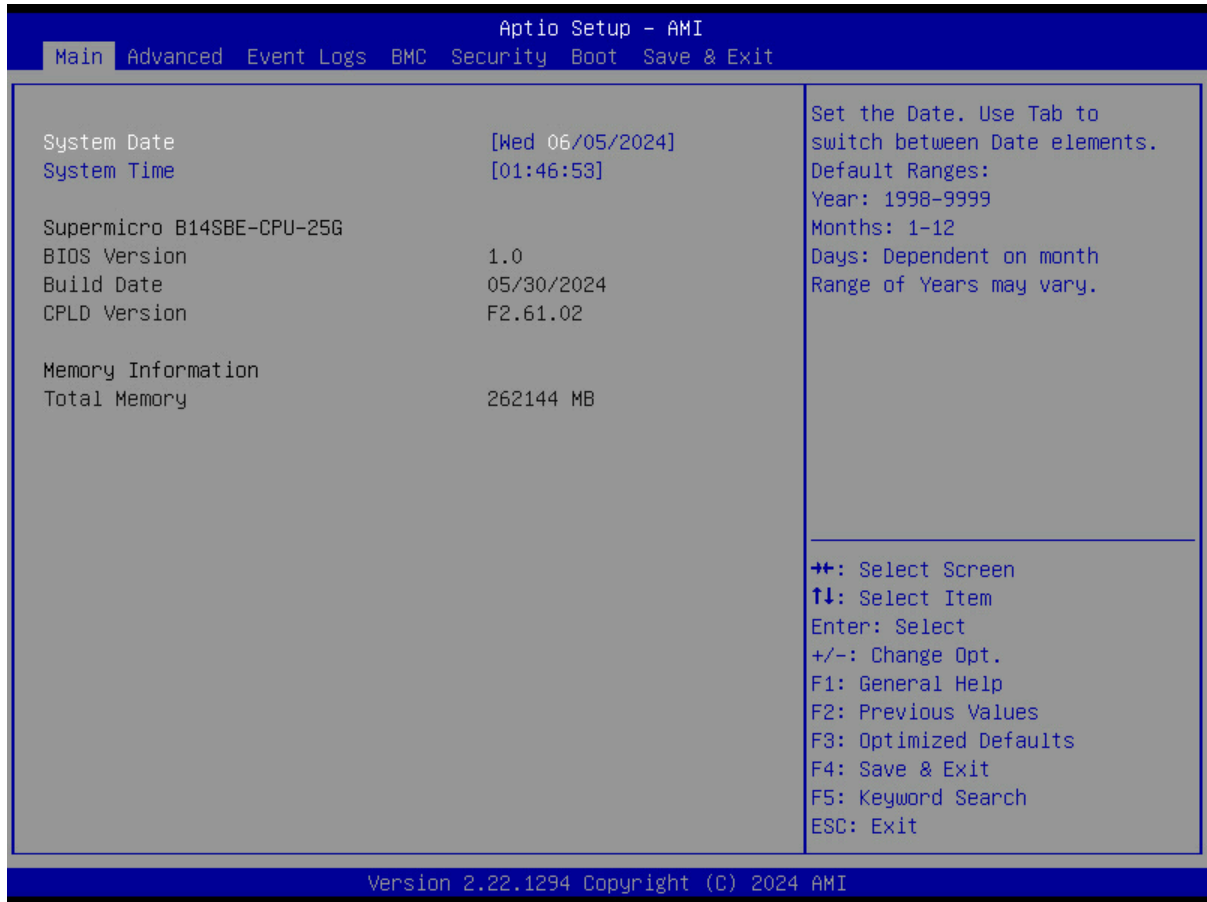 Aptio Setup – AMI
Main Advanced Event Logs BMC Security Boot Save & Exit
System Date [Wed 06/05/2024]
System Time [01:46:53]
Supermicro B14SBE-CPU-25G
BIOS Version 1.0
Build Date 05/30/2024
CPLD Version F2.61.02
Memory Information
Total Memory 262144 MB
Set the Date. Use Tab to
switch between Date elements.
Default Ranges:
Year: 1998-9999
Months: 1-12
Days: Dependent on month
Range of Years may vary.
→←: Select Screen
↑↓: Select Item
Enter: Select
+/-: Change Opt.
F1: General Help
F2: Previous Values
F3: Optimized Defaults
F4: Save & Exit
F5: Keyword Search
ESC: Exit
Version 2.22.1294 Copyright (C) 2024 AMI